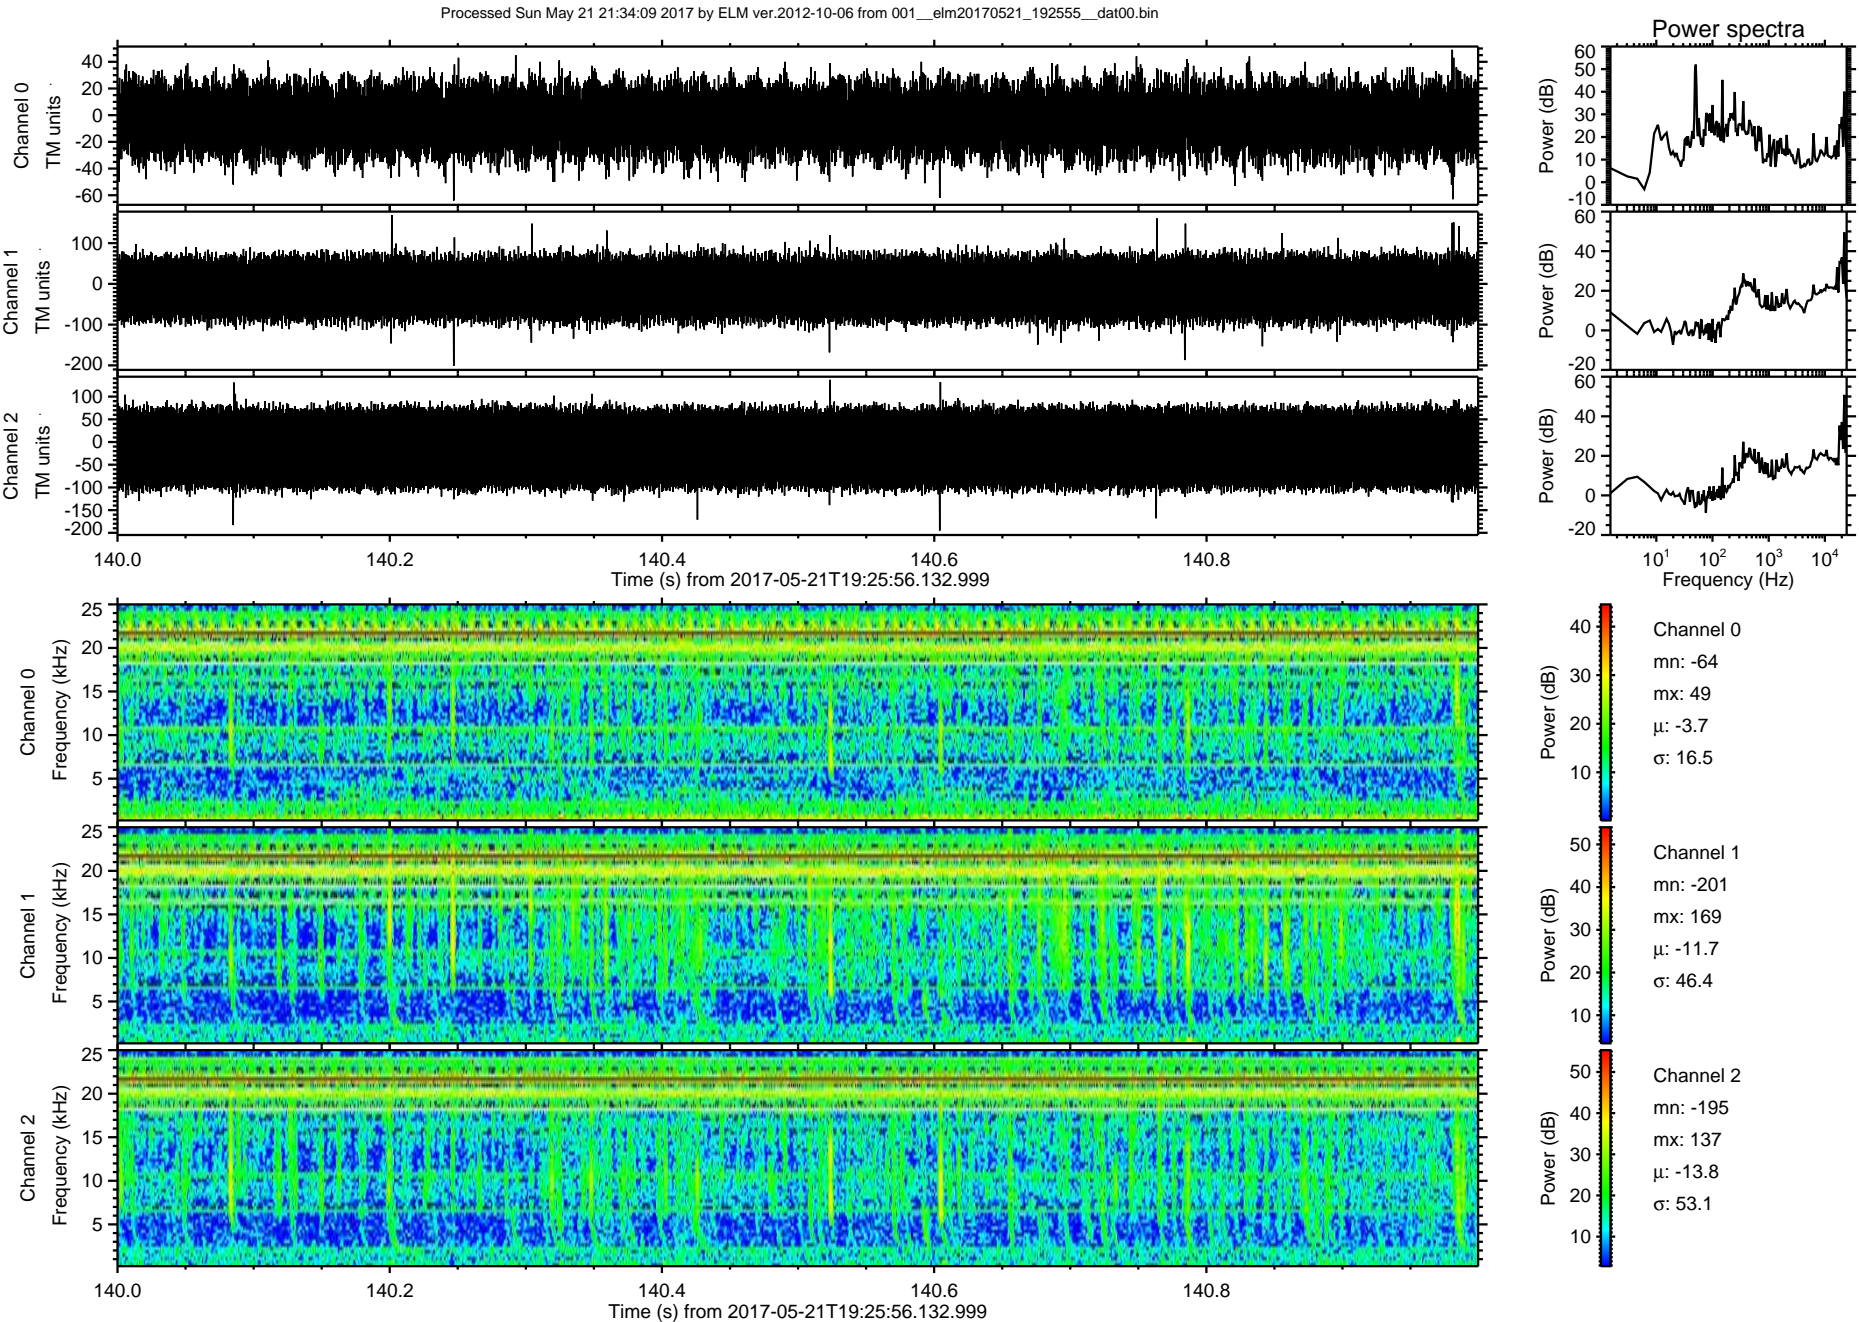 Processed Sun May 21 21:34:09 2017 by ELM ver.2012-10-06 from 001__elm20170521_192555__dat00.bin
Power spectra
Channel 0
TM units
40
20
0
-20
-40
-60
Power (dB)
60
50
40
30
20
10
0
-10
Channel 1
TM units
100
0
-100
-200
Power (dB)
60
40
20
0
-20
Channel 2
TM units
100
50
0
-50
-100
-150
-200
Power (dB)
60
40
20
0
-20
140.0 140.2 140.4 140.6 140.8
Time (s) from 2017-05-21T19:25:56.132.999
10¹ 10² 10³ 10⁴
Frequency (Hz)
Channel 0
Frequency (kHz)
25
20
15
10
5
Power (dB)
40
30
20
10
Channel 0
mn: -64
mx: 49
μ: -3.7
σ: 16.5
Channel 1
Frequency (kHz)
25
20
15
10
5
Power (dB)
50
40
30
20
10
Channel 1
mn: -201
mx: 169
μ: -11.7
σ: 46.4
Channel 2
Frequency (kHz)
25
20
15
10
5
Power (dB)
50
40
30
20
10
Channel 2
mn: -195
mx: 137
μ: -13.8
σ: 53.1
140.0 140.2 140.4 140.6 140.8
Time (s) from 2017-05-21T19:25:56.132.999